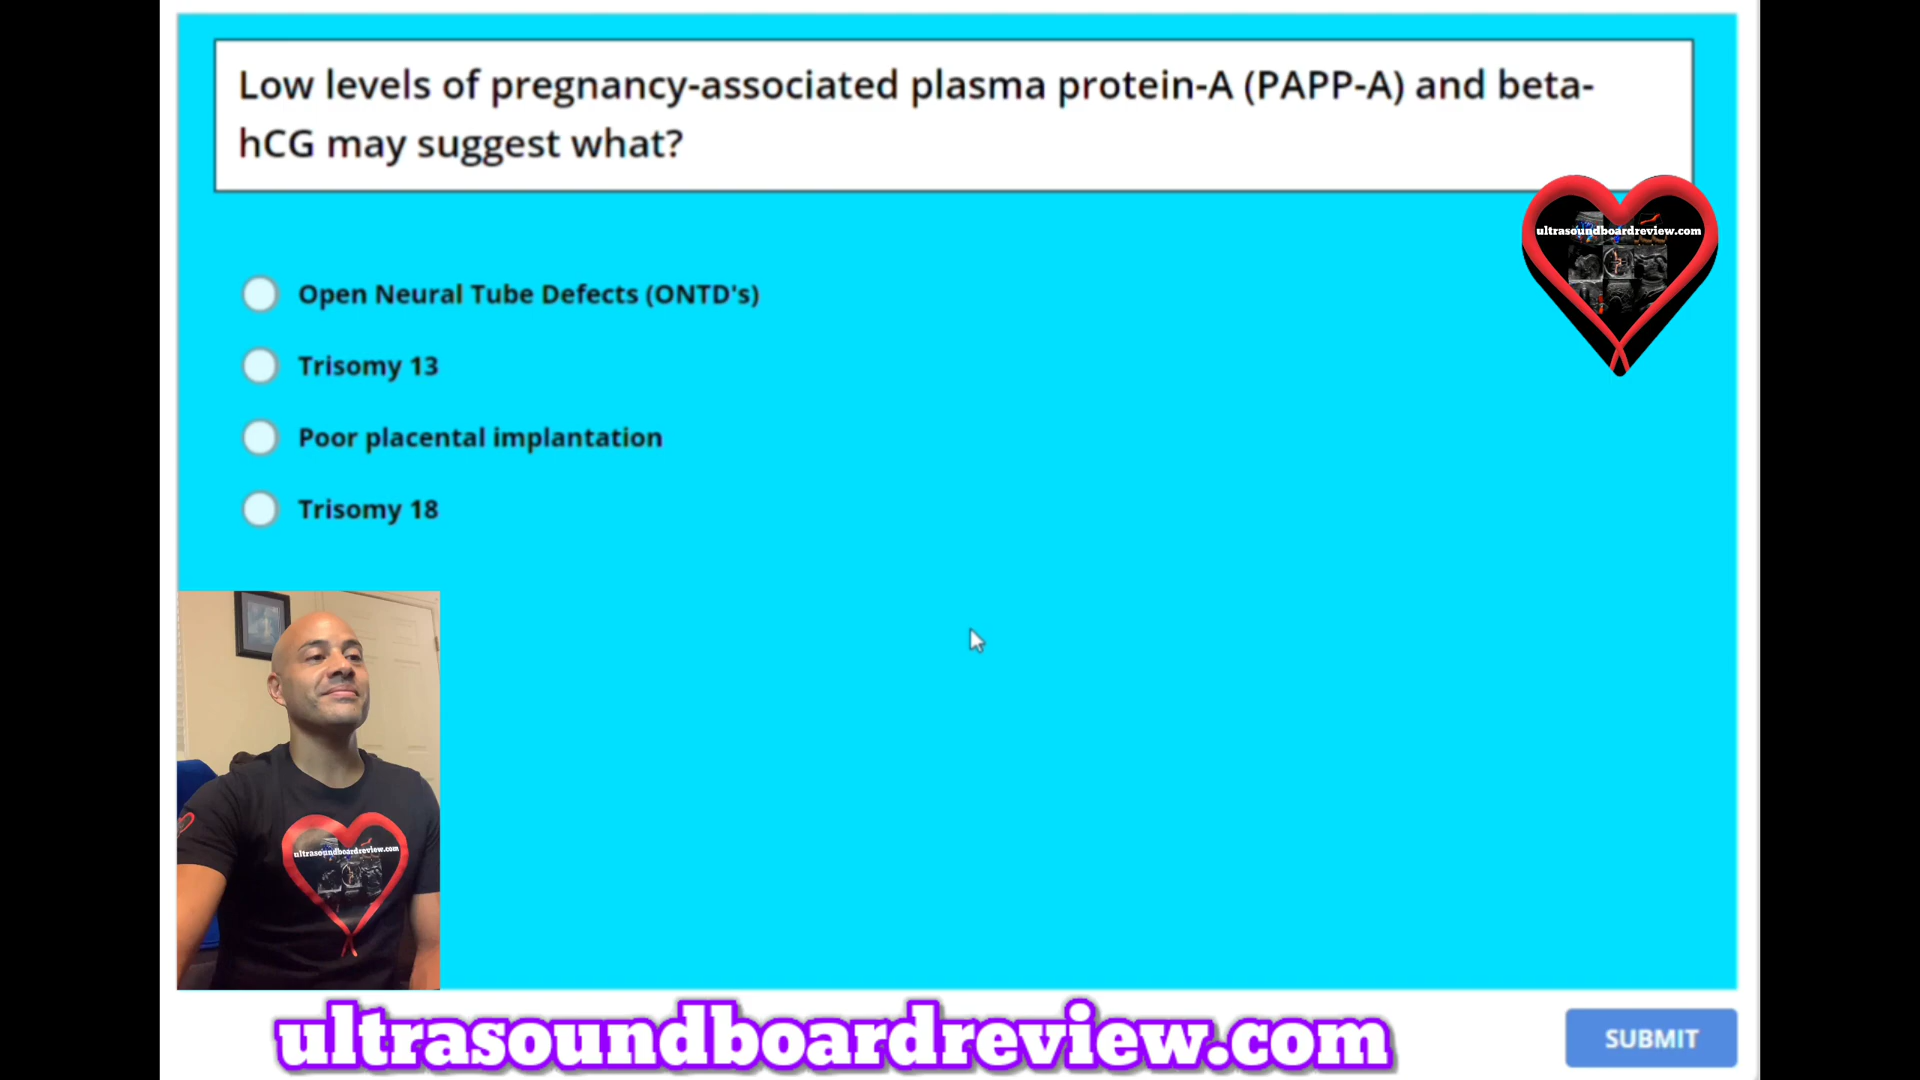 Low levels of pregnancy-associated plasma protein-A (PAPP-A) and beta-
hCG may suggest what?
ultrasoundboardreview.com
Open Neural Tube Defects (ONTD's)
Trisomy 13
Poor placental implantation
Trisomy 18
ultrasoundboardreview.com
ultrasoundboardreview.com
SUBMIT